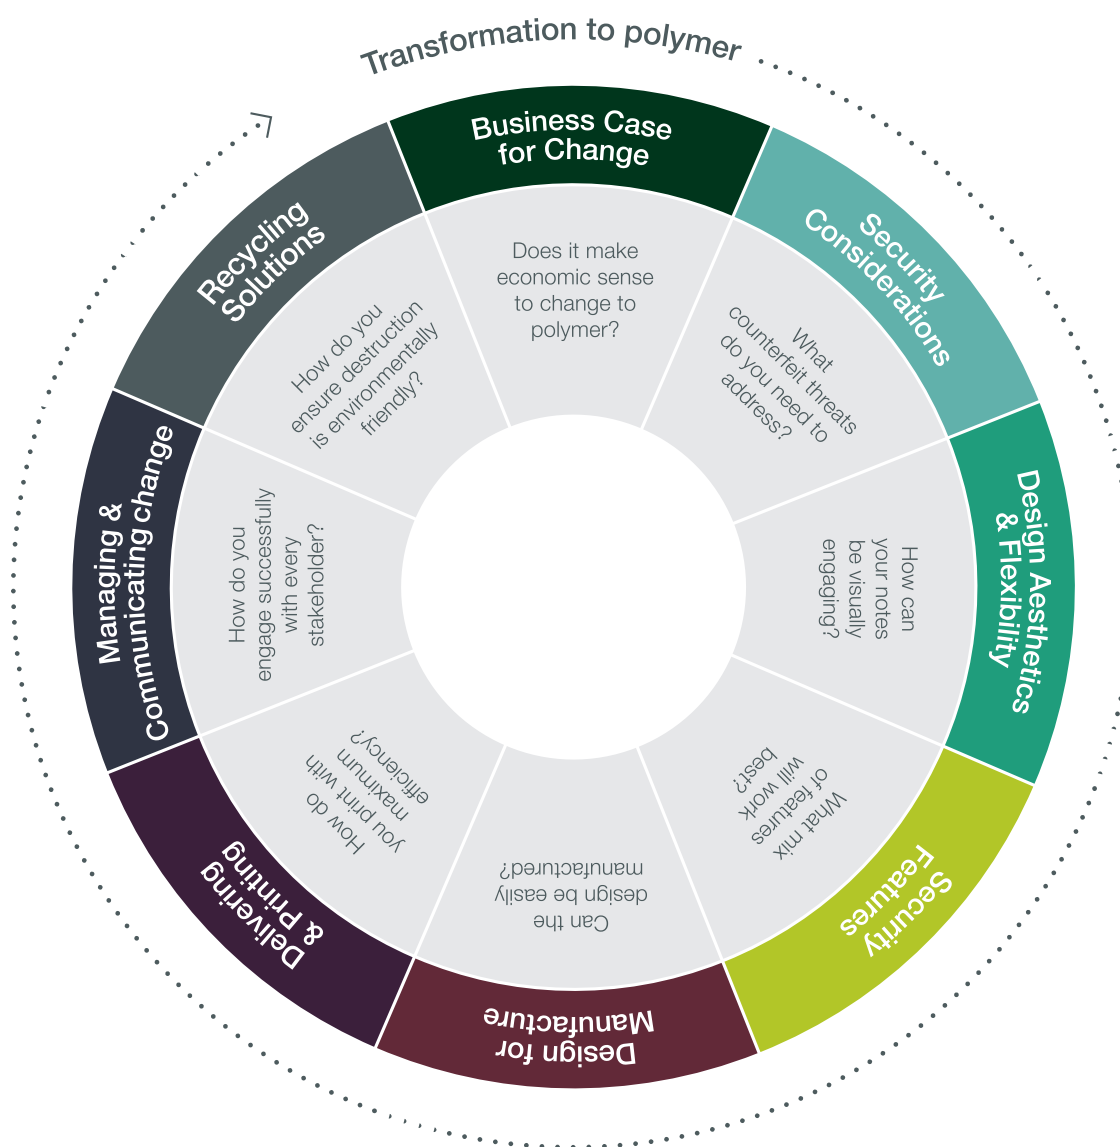 Transformation to polymer
Business Case
for Change
Does it make
economic sense
to change to
polymer?
Security
Considerations
What
counterfeit threats
do you need to
address?
Design Aesthetics
& Flexibility
How can
your notes
be visually
engaging?
Security
Features
What mix
of features
will work
best?
Design for
Manufacture
Can the
design be easily
manufactured?
Delivering
& Printing
How do
you print with
maximum
efficiency?
Managing &
Communicating change
How do you
engage successfully
with every
stakeholder?
Recycling
Solutions
How do you
ensure destruction
is environmentally
friendly?